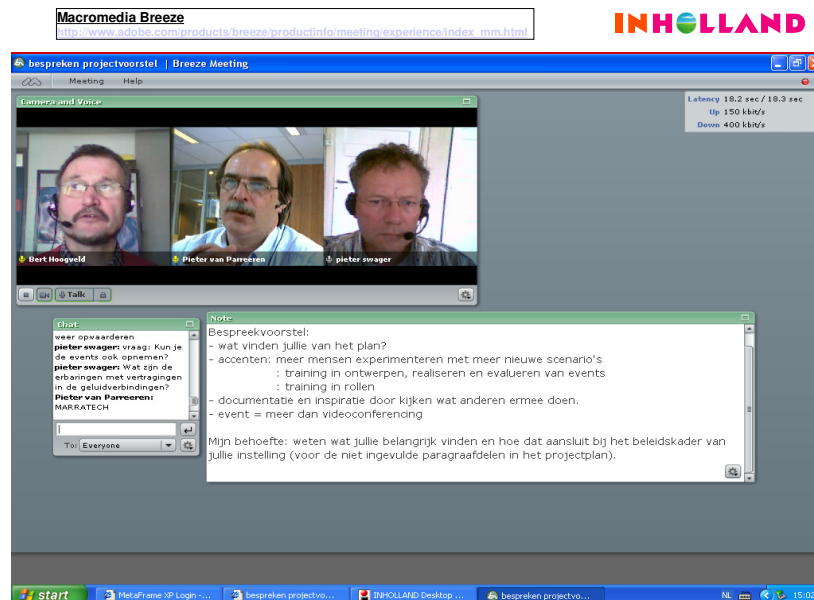 Macromedia Breeze
http://www.adobe.com/products/breeze/productinfo/meeting/experience/index_mm.html
INHOLLAND
bespreken projectvoorstel | Breeze Meeting
Meeting Help
Camera and Voice
Latency 18.2 sec / 18.3 sec
Up 150 kbit/s
Down 400 kbit/s
Bert Hoogveld
Pieter van Parreeren
pieter swager
Talk
Chat
weer opvaarderen
pieter swager: vraag: Kun je
de events ook opnemen?
pieter swager: Wat zijn de
erbaringen met vertragingen
in de geluidverbindingen?
Pieter van Parreeren:
MARRATECH
To: Everyone
Note
Bespreekvoorstel:
- wat vinden jullie van het plan?
- accenten: meer mensen experimenteren met meer nieuwe scenario's
: training in ontwerpen, realiseren en evalueren van events
: training in rollen
- documentatie en inspiratie door kijken wat anderen ermee doen.
- event = meer dan videoconferencing
Mijn behoefte: weten wat jullie belangrijk vinden en hoe dat aansluit bij het beleidskader van
jullie instelling (voor de niet ingevulde paragraafdelen in het projectplan).
start
MetaFrame XP Login -...
bespreken projectvo...
INHOLLAND Desktop ...
bespreken projectvo...
NL
15:02